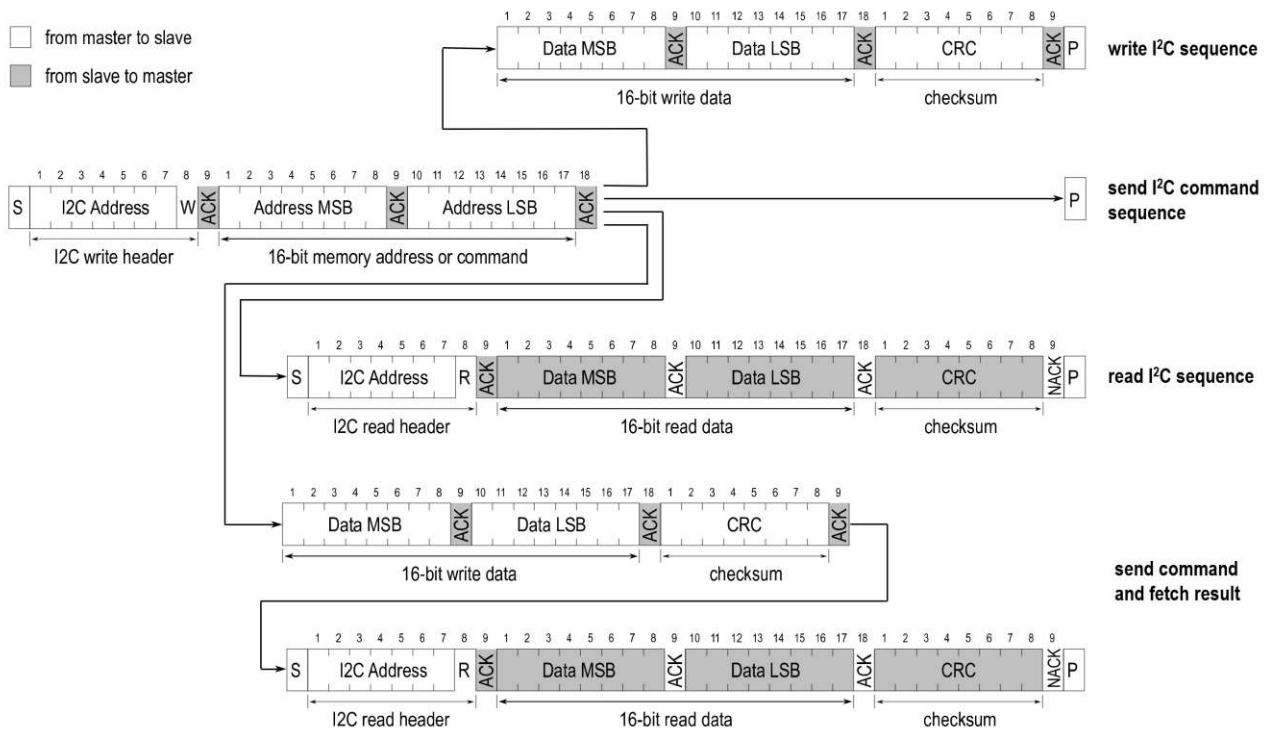 from master to slave
from slave to master
1 2 3 4 5 6 7 8 9 10 11 12 13 14 15 16 17 18 1 2 3 4 5 6 7 8 9
Data MSB ACK Data LSB ACK CRC ACK P
16-bit write data checksum
write I²C sequence
1 2 3 4 5 6 7 8 9 1 2 3 4 5 6 7 8 9 10 11 12 13 14 15 16 17 18
S I2C Address W ACK Address MSB ACK Address LSB ACK
I2C write header 16-bit memory address or command
P
send I²C command
sequence
1 2 3 4 5 6 7 8 9 1 2 3 4 5 6 7 8 9 10 11 12 13 14 15 16 17 18 1 2 3 4 5 6 7 8 9
S I2C Address R ACK Data MSB ACK Data LSB ACK CRC NACK P
I2C read header 16-bit read data checksum
read I²C sequence
1 2 3 4 5 6 7 8 9 10 11 12 13 14 15 16 17 18 1 2 3 4 5 6 7 8 9
Data MSB ACK Data LSB ACK CRC ACK
16-bit write data checksum
send command
and fetch result
1 2 3 4 5 6 7 8 9 1 2 3 4 5 6 7 8 9 10 11 12 13 14 15 16 17 18 1 2 3 4 5 6 7 8 9
S I2C Address R ACK Data MSB ACK Data LSB ACK CRC NACK P
I2C read header 16-bit read data checksum